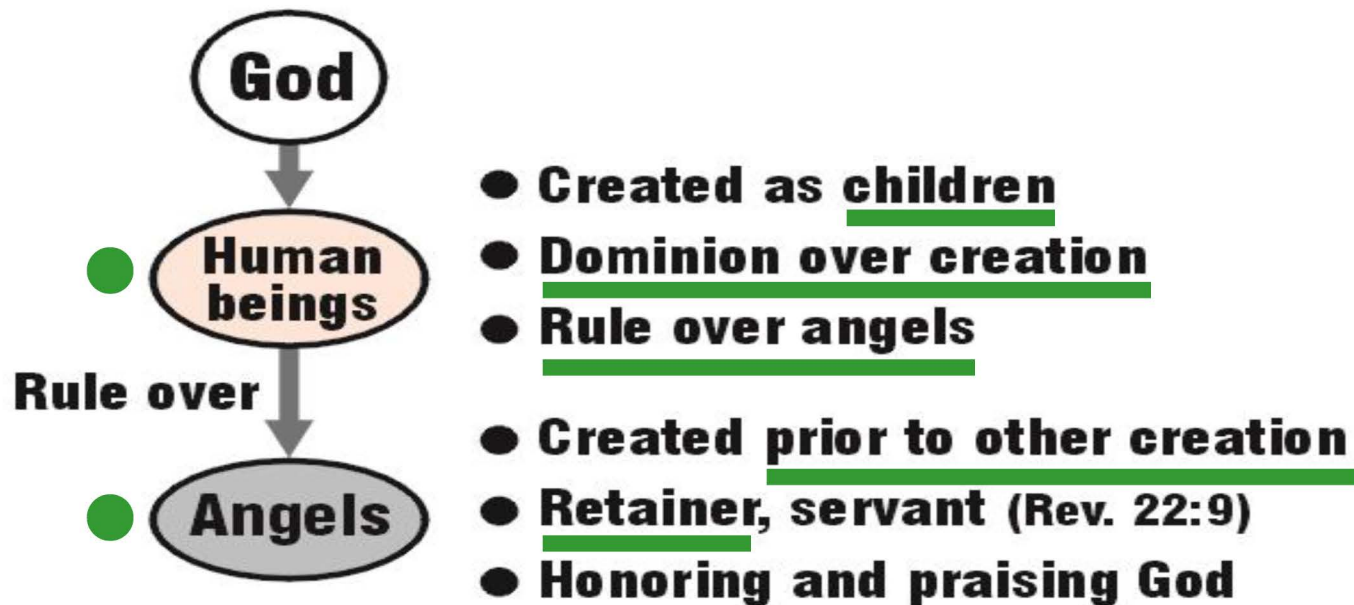 God
Human
beings
Rule over
Angels
● Created as children
● Dominion over creation
● Rule over angels
● Created prior to other creation
● Retainer, servant (Rev. 22:9)
● Honoring and praising God